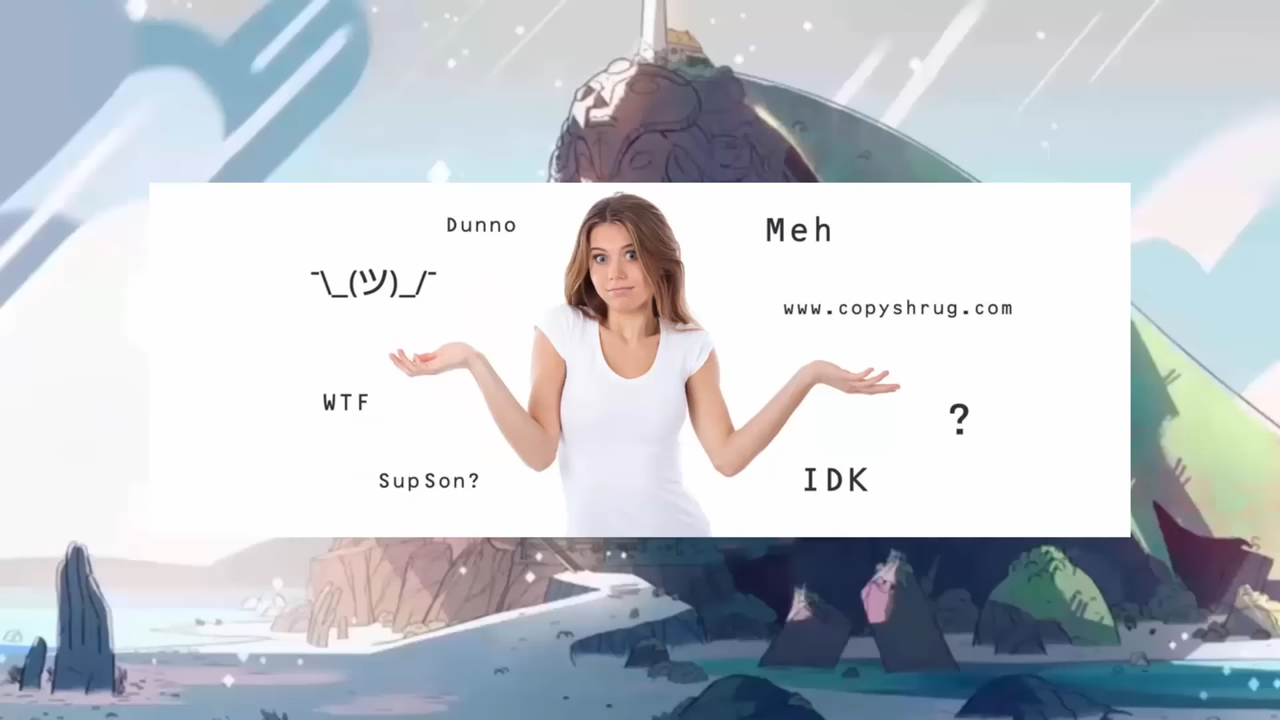 Dunno
Meh
¯\_(ツ)_/¯
www.copyshrug.com
WTF
?
SupSon?
IDK